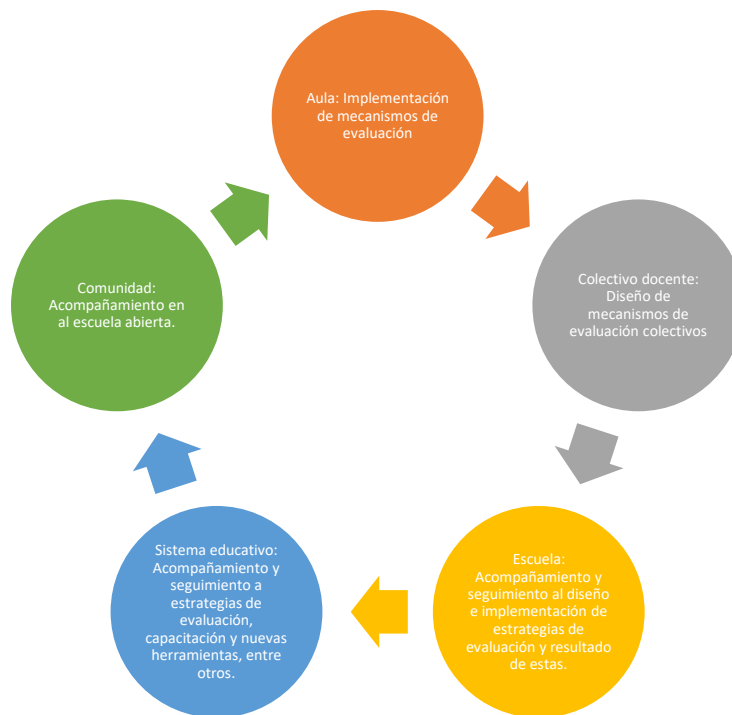 Aula: Implementación
de mecanismos de
evaluación
Colectivo docente:
Diseño de
mecanismos de
evaluación colectivos
Escuela:
Acompañamiento y
seguimiento al diseño
e implementación de
estrategias de
evaluación y resultado
de estas.
Sistema educativo:
Acompañamiento y
seguimiento a
estrategias de
evaluación,
capacitación y nuevas
herramientas, entre
otros.
Comunidad:
Acompañamiento en
al escuela abierta.